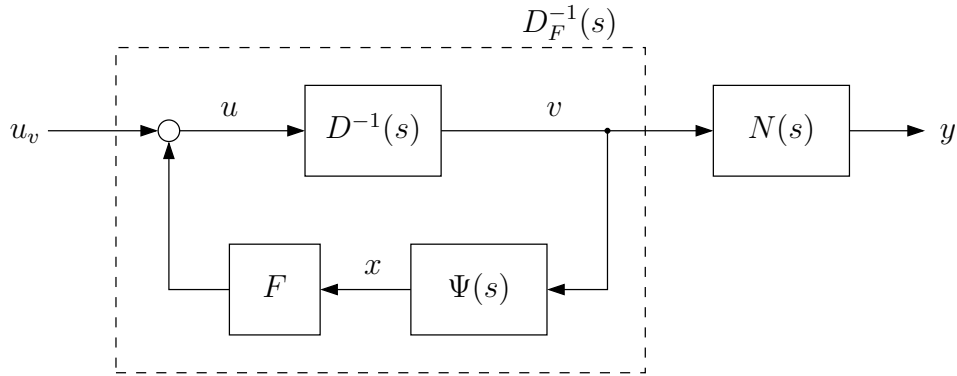 D_F^{-1}(s)
u_v u D^{-1}(s) v N(s) y
F x Ψ(s)